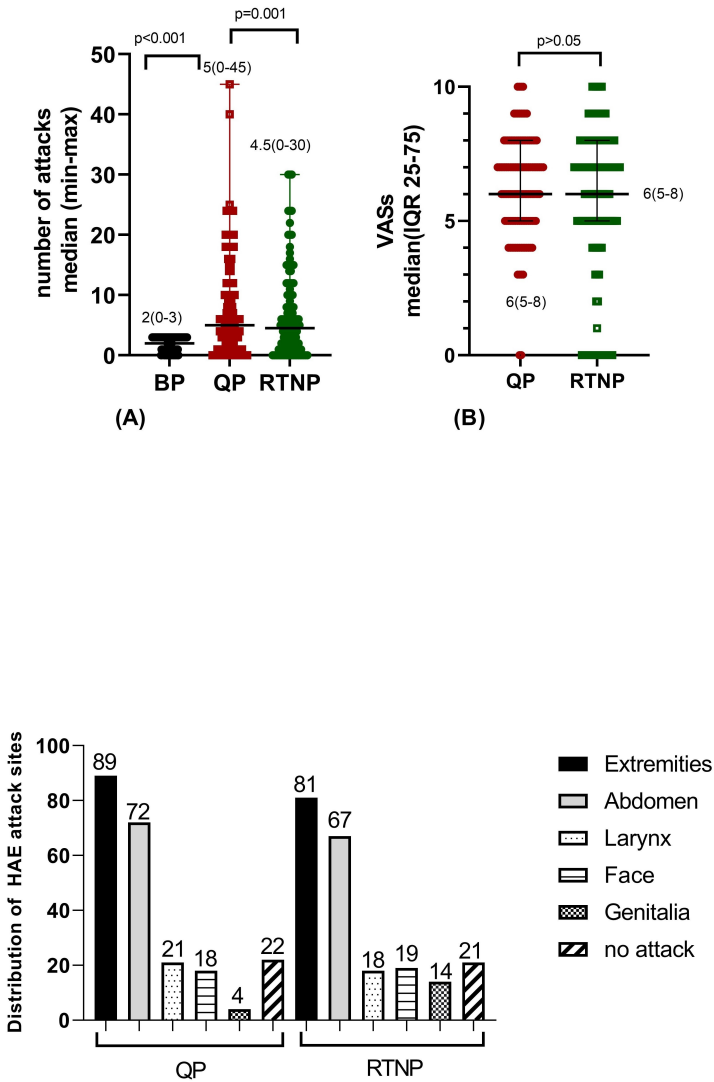 p<0.001
p=0.001
5(0-45)
4.5(0-30)
2(0-3)
number of attacks
median (min-max)
50
40
30
20
10
0
BP
QP
RTNP
(A)
p>0.05
VASs
median(IQR 25-75)
10
5
0
6(5-8)
6(5-8)
QP
RTNP
(B)
Distribution of HAE attack sites
100
80
60
40
20
0
89
72
21
18
4
22
81
67
18
19
14
21
QP
RTNP
Extremities
Abdomen
Larynx
Face
Genitalia
no attack